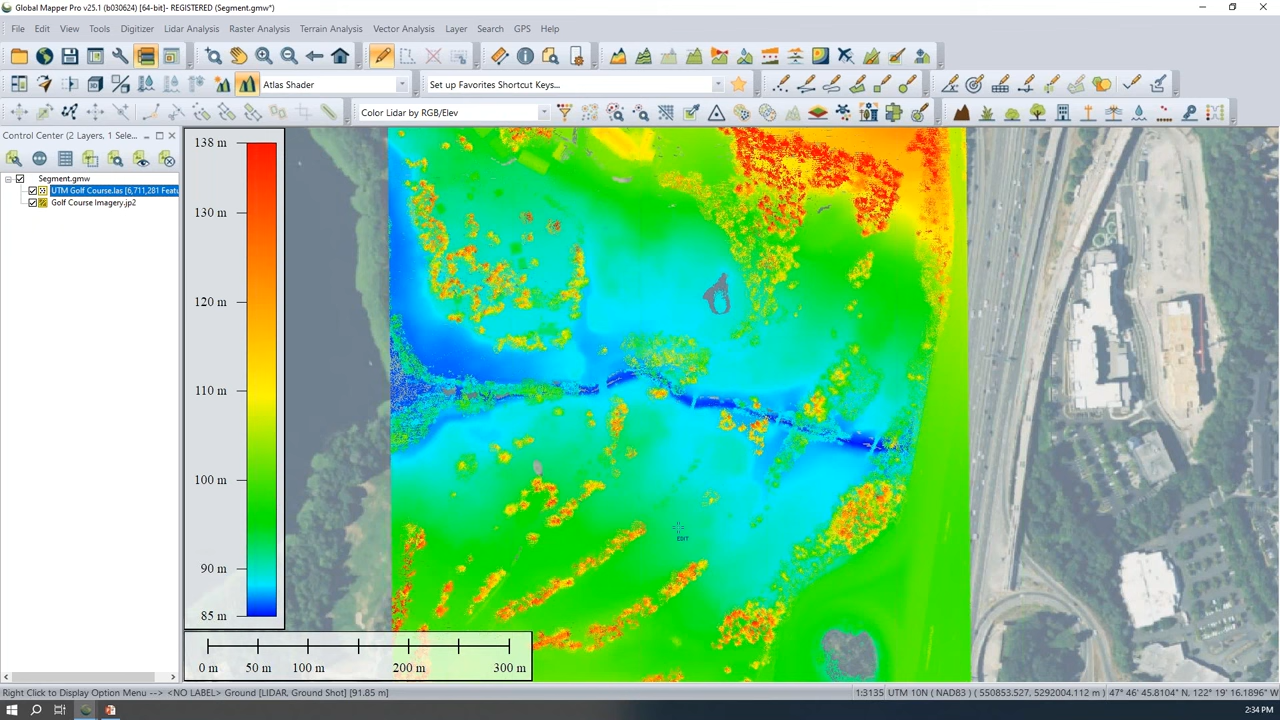 Global Mapper Pro v25.1 (b030624) [64-bit]- REGISTERED (Segment.gmw*)
File Edit View Tools Digitizer Lidar Analysis Raster Analysis Terrain Analysis Vector Analysis Layer Search GPS Help
Atlas Shader
Set up Favorites Shortcut Keys...
Color Lidar by RGB/Elev
Control Center (2 Layers, 1 Sele...
Segment.gmw
UTM Golf Course.las [6,711,281 Featu
Golf Course Imagery.jp2
138 m
130 m
120 m
110 m
100 m
90 m
85 m
EDIT
0 m 50 m 100 m 200 m 300 m
Right Click to Display Option Menu --> <NO LABEL> Ground [LIDAR, Ground Shot] [91.85 m]
1:3135 UTM 10N ( NAD83 ) ( 550853.527, 5292004.112 m ) 47° 46' 45.8104" N, 122° 19' 16.1896" W
2:34 PM